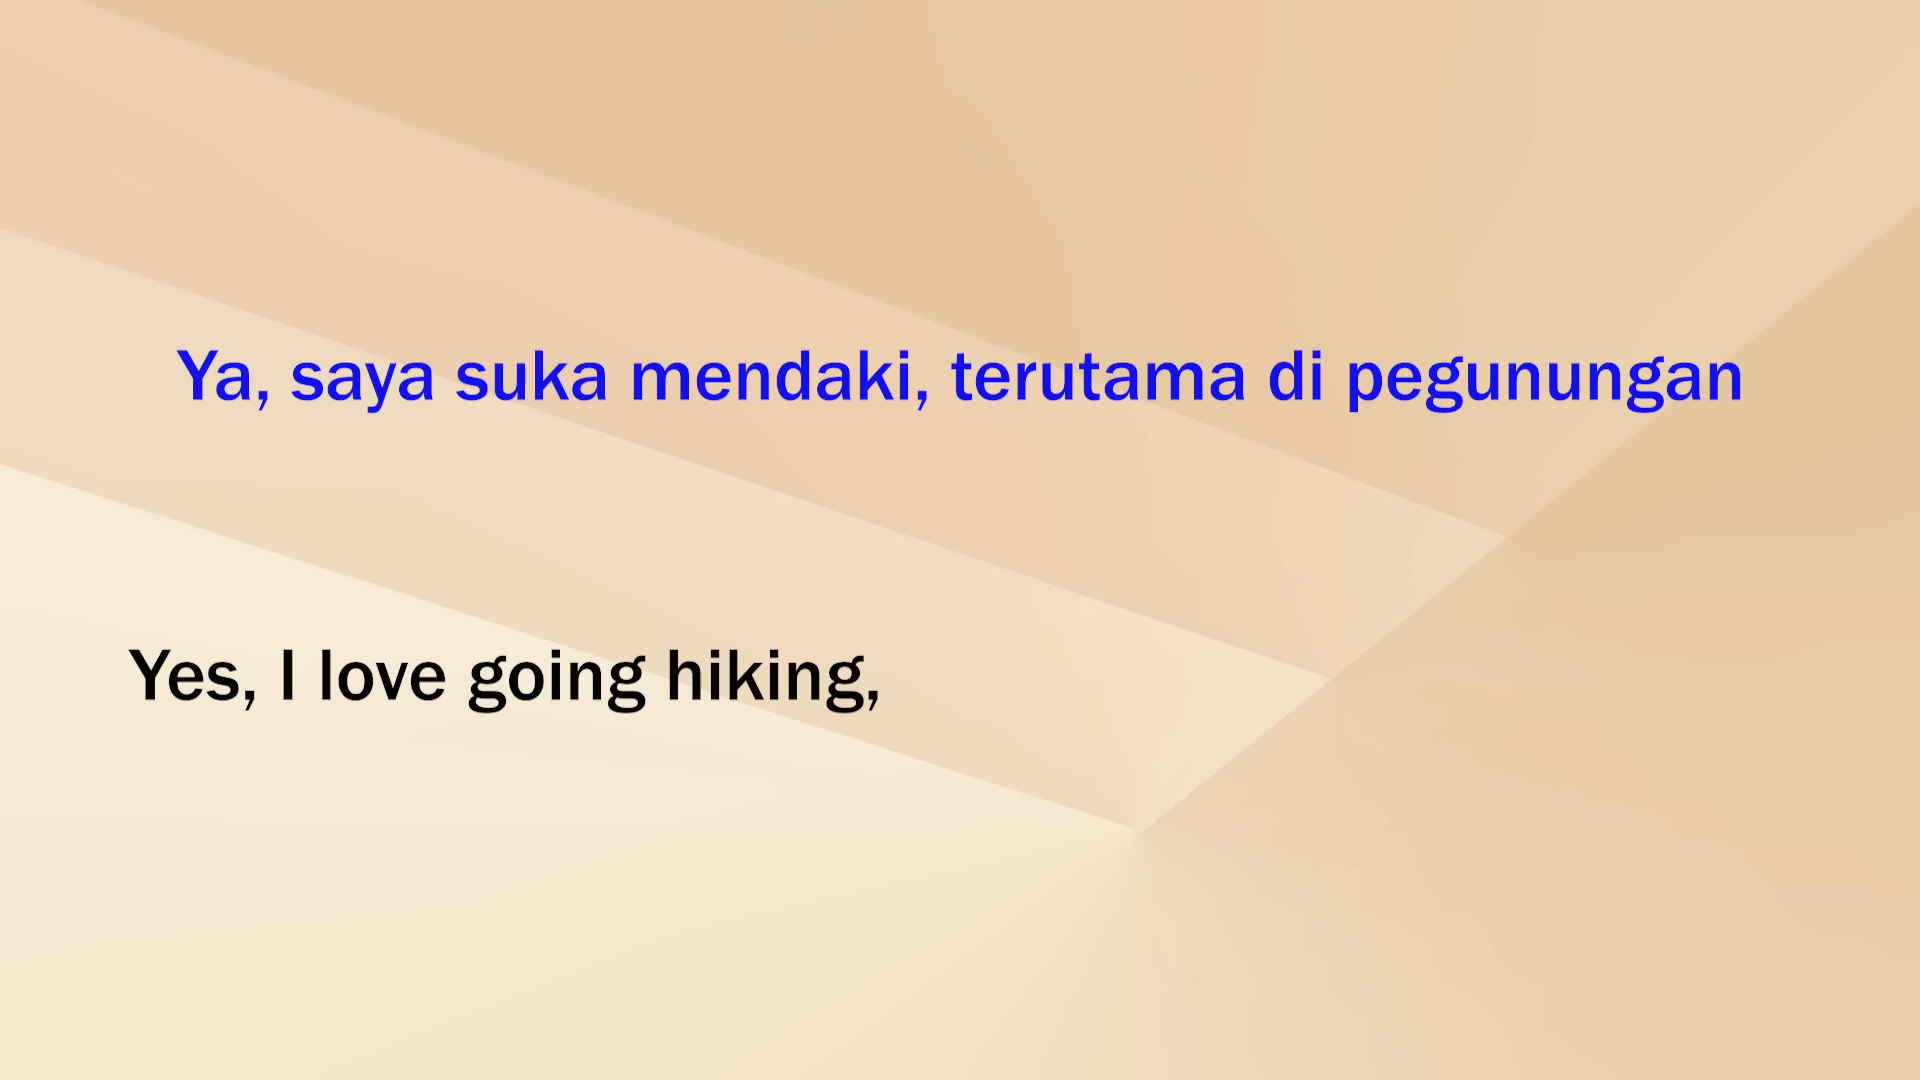 Ya, saya suka mendaki, terutama di pegunungan
Yes, I love going hiking,